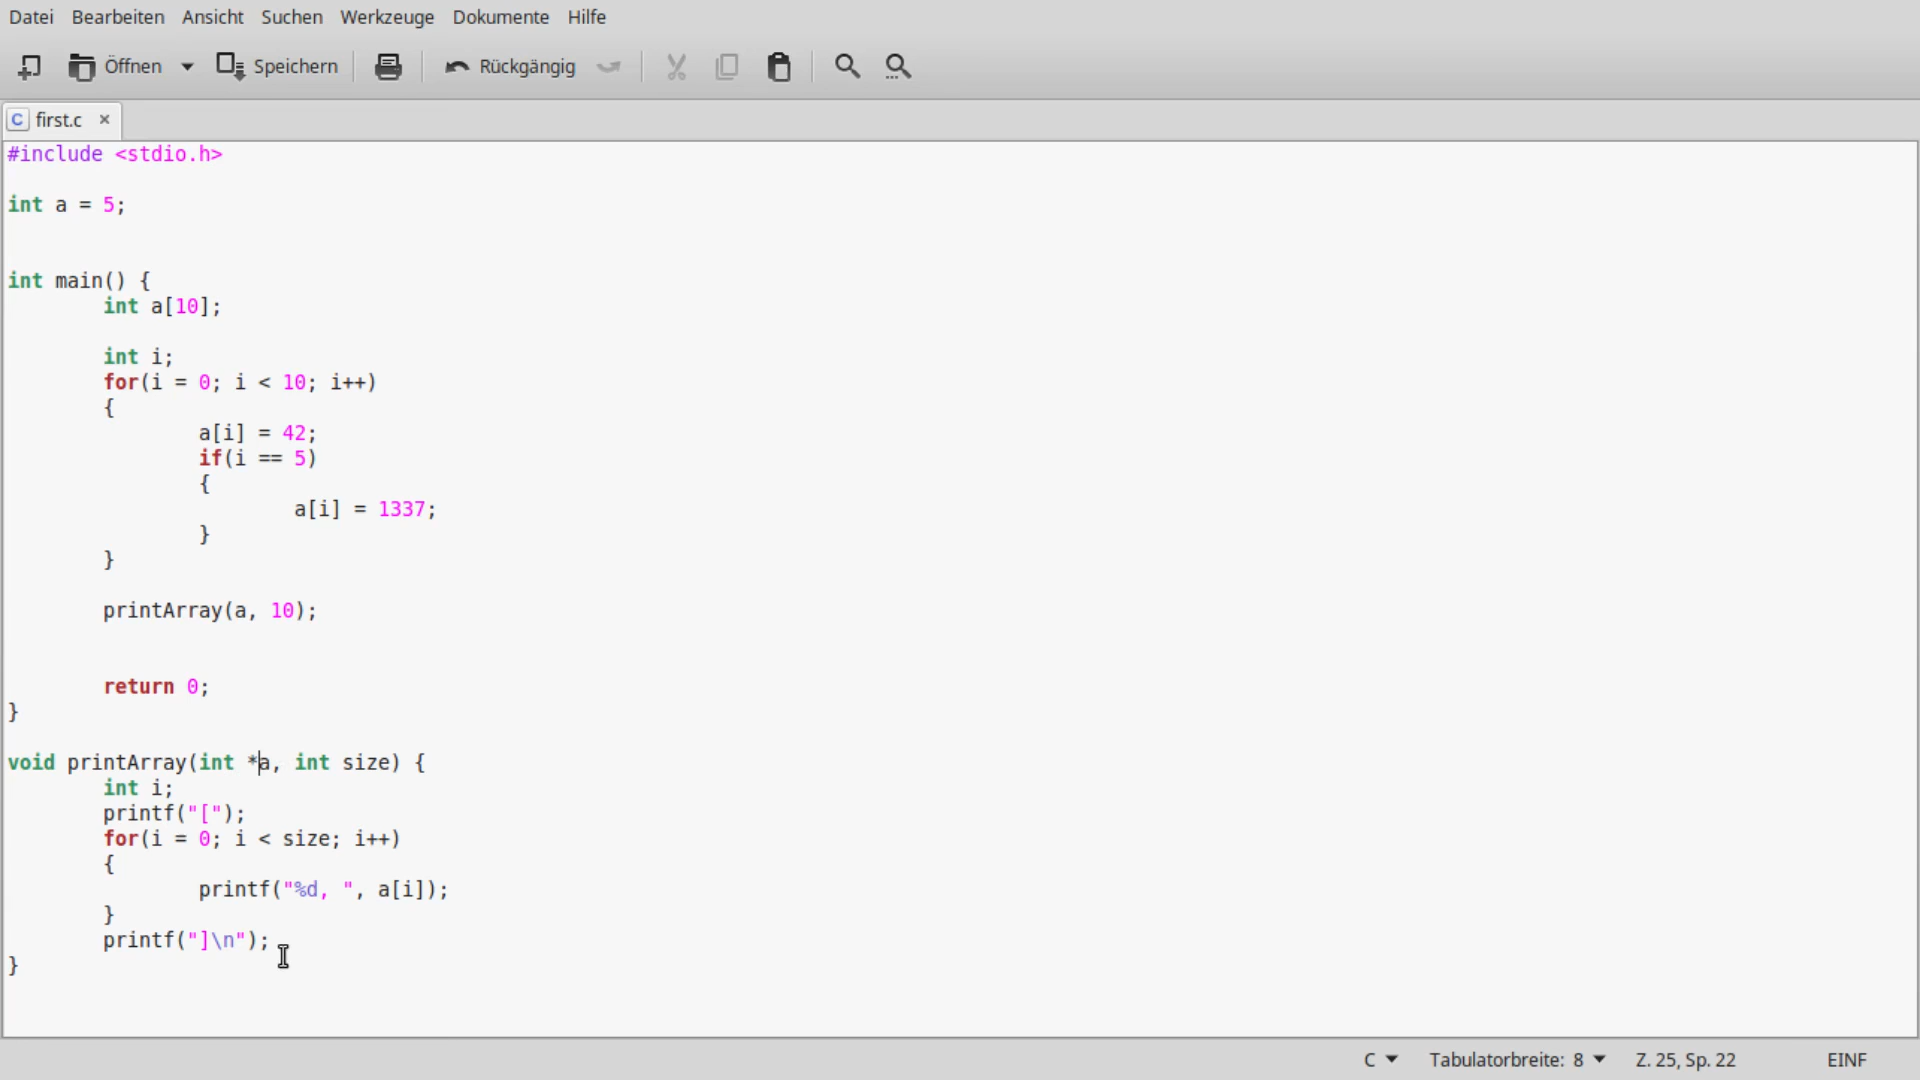 Datei Bearbeiten Ansicht Suchen Werkzeuge Dokumente Hilfe
Öffnen Speichern Rückgängig
C first.c ×
#include <stdio.h>
int a = 5;
int main() {
int a[10];
int i;
for(i = 0; i < 10; i++)
{
a[i] = 42;
if(i == 5)
{
a[i] = 1337;
}
}
printArray(a, 10);
return 0;
}
void printArray(int *a, int size) {
int i;
printf("[");
for(i = 0; i < size; i++)
{
printf("%d, ", a[i]);
}
printf("]\n");
}
C Tabulatorbreite: 8 Z. 25, Sp. 22 EINF